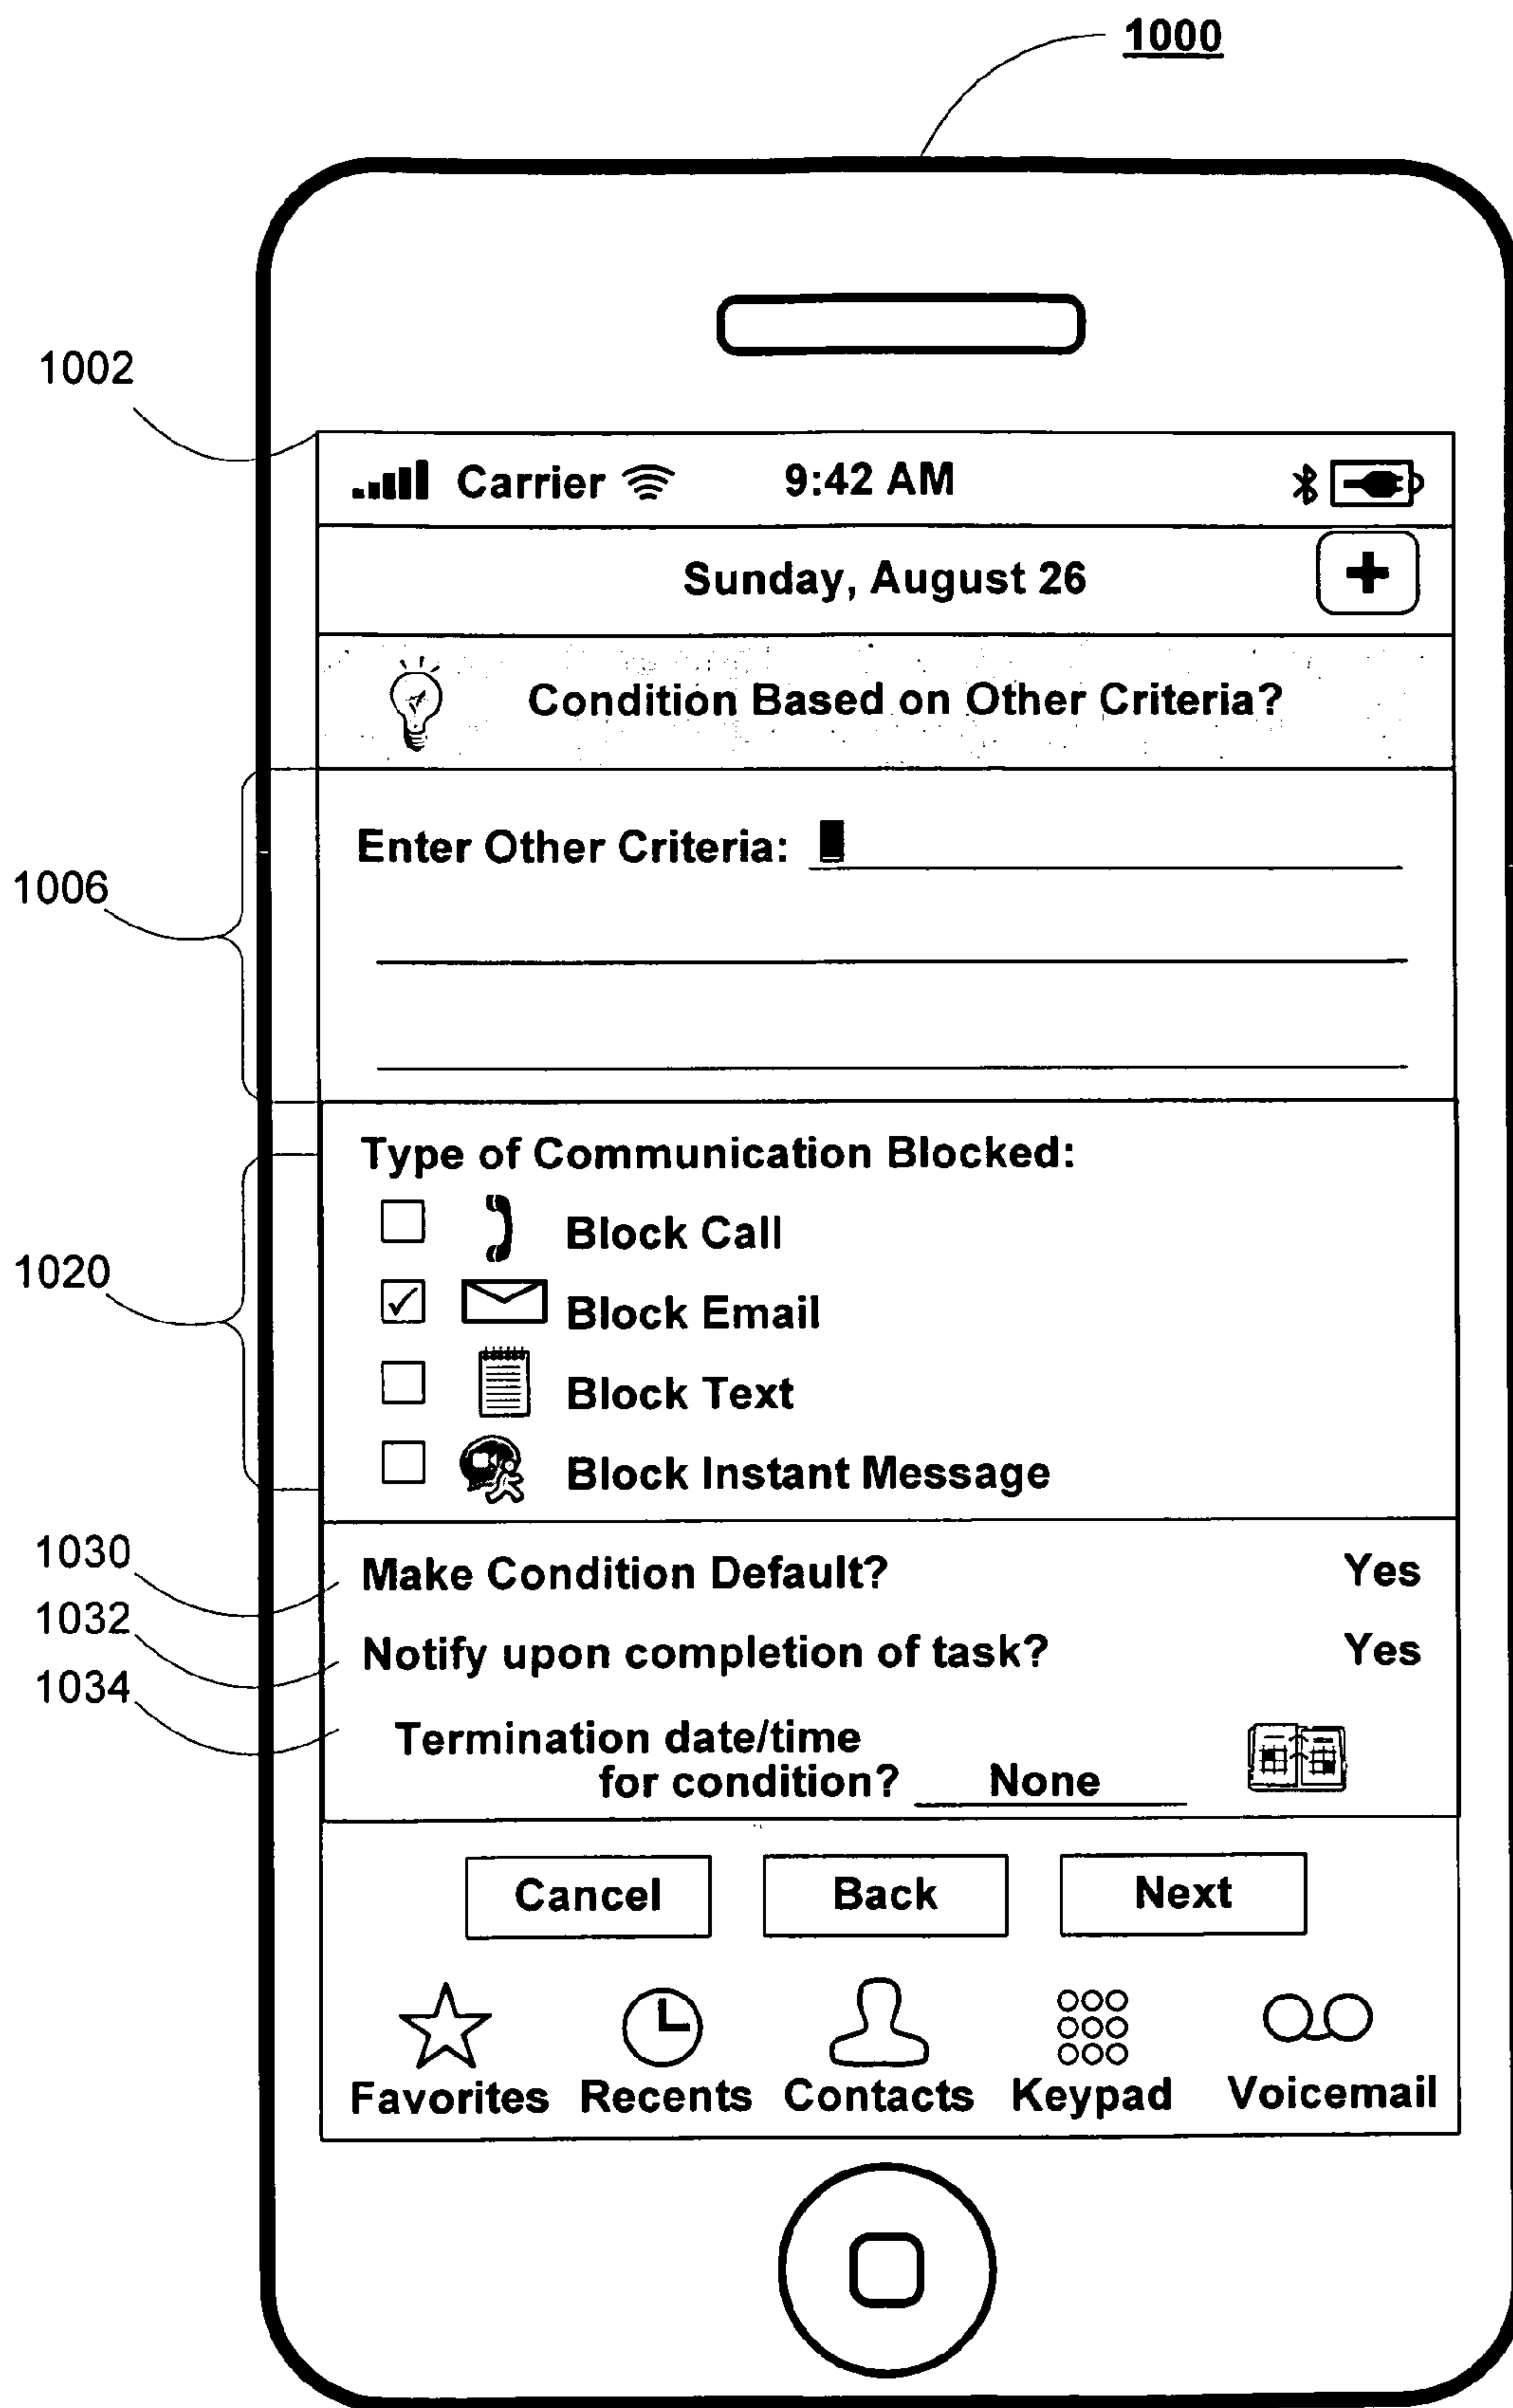 1000
1002
Carrier 9:42 AM
Sunday, August 26 +
Condition Based on Other Criteria?
1006
Enter Other Criteria:
1020
Type of Communication Blocked:
Block Call
Block Email
Block Text
Block Instant Message
1030
Make Condition Default? Yes
1032
Notify upon completion of task? Yes
1034
Termination date/time
for condition? None
Cancel Back Next
Favorites Recents Contacts Keypad Voicemail